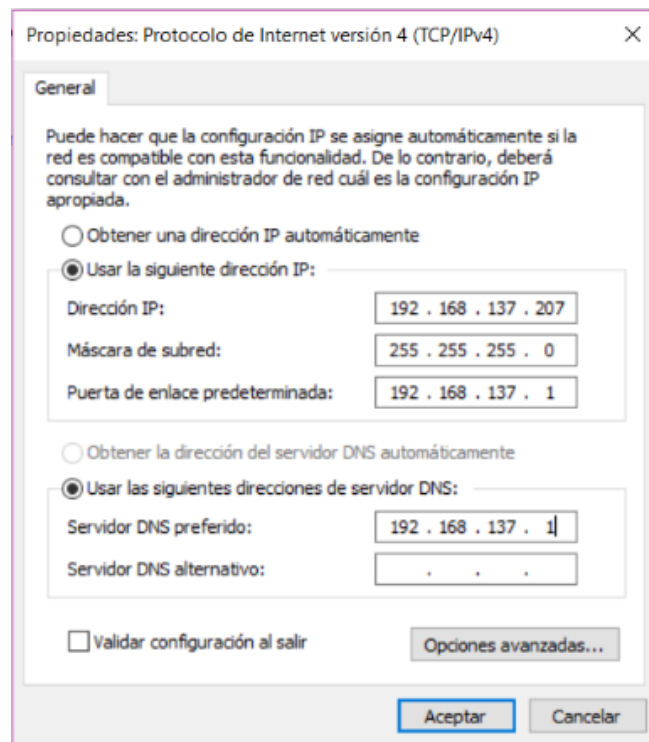 Propiedades: Protocolo de Internet versión 4 (TCP/IPv4)
General
Puede hacer que la configuración IP se asigne automáticamente si la
red es compatible con esta funcionalidad. De lo contrario, deberá
consultar con el administrador de red cuál es la configuración IP
apropiada.
Obtener una dirección IP automáticamente
Usar la siguiente dirección IP:
Dirección IP: 192 . 168 . 137 . 207
Máscara de subred: 255 . 255 . 255 . 0
Puerta de enlace predeterminada: 192 . 168 . 137 . 1
Obtener la dirección del servidor DNS automáticamente
Usar las siguientes direcciones de servidor DNS:
Servidor DNS preferido: 192 . 168 . 137 . 1
Servidor DNS alternativo: . . .
Validar configuración al salir Opciones avanzadas...
Aceptar Cancelar